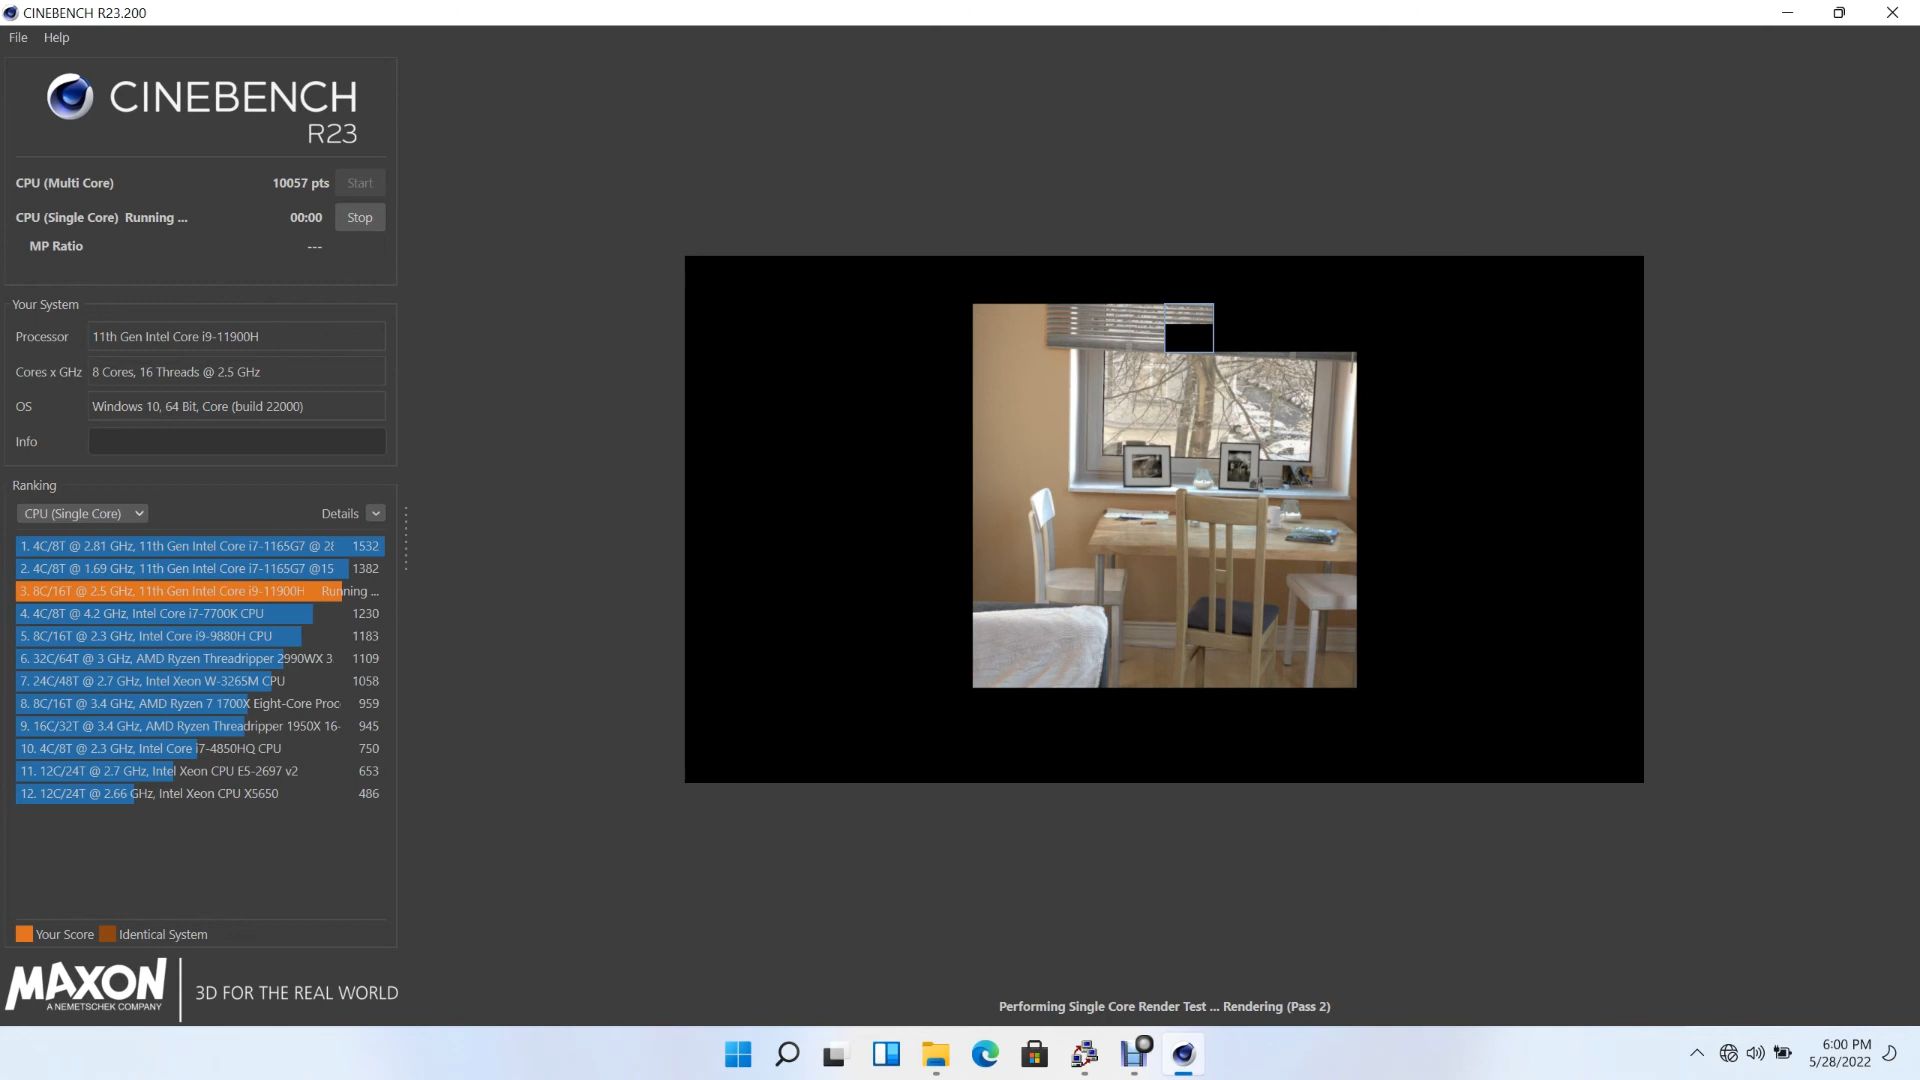 CINEBENCH R23.200
File Help
CINEBENCH
R23
CPU (Multi Core) 10057 pts Start
CPU (Single Core) Running ... 00:00 Stop
MP Ratio ---
Your System
Processor 11th Gen Intel Core i9-11900H
Cores x GHz 8 Cores, 16 Threads @ 2.5 GHz
OS Windows 10, 64 Bit, Core (build 22000)
Info
Ranking
CPU (Single Core) Details
1. 4C/8T @ 2.81 GHz, 11th Gen Intel Core i7-1165G7 @ 28 1532
2. 4C/8T @ 1.69 GHz, 11th Gen Intel Core i7-1165G7 @15 1382
3. 8C/16T @ 2.5 GHz, 11th Gen Intel Core i9-11900H Running ...
4. 4C/8T @ 4.2 GHz, Intel Core i7-7700K CPU 1230
5. 8C/16T @ 2.3 GHz, Intel Core i9-9880H CPU 1183
6. 32C/64T @ 3 GHz, AMD Ryzen Threadripper 2990WX 3 1109
7. 24C/48T @ 2.7 GHz, Intel Xeon W-3265M CPU 1058
8. 8C/16T @ 3.4 GHz, AMD Ryzen 7 1700X Eight-Core Proc 959
9. 16C/32T @ 3.4 GHz, AMD Ryzen Threadripper 1950X 16- 945
10. 4C/8T @ 2.3 GHz, Intel Core i7-4850HQ CPU 750
11. 12C/24T @ 2.7 GHz, Intel Xeon CPU E5-2697 v2 653
12. 12C/24T @ 2.66 GHz, Intel Xeon CPU X5650 486
Your Score Identical System
MAXON
A NEMETSCHEK COMPANY
3D FOR THE REAL WORLD
Performing Single Core Render Test ... Rendering (Pass 2)
6:00 PM
5/28/2022